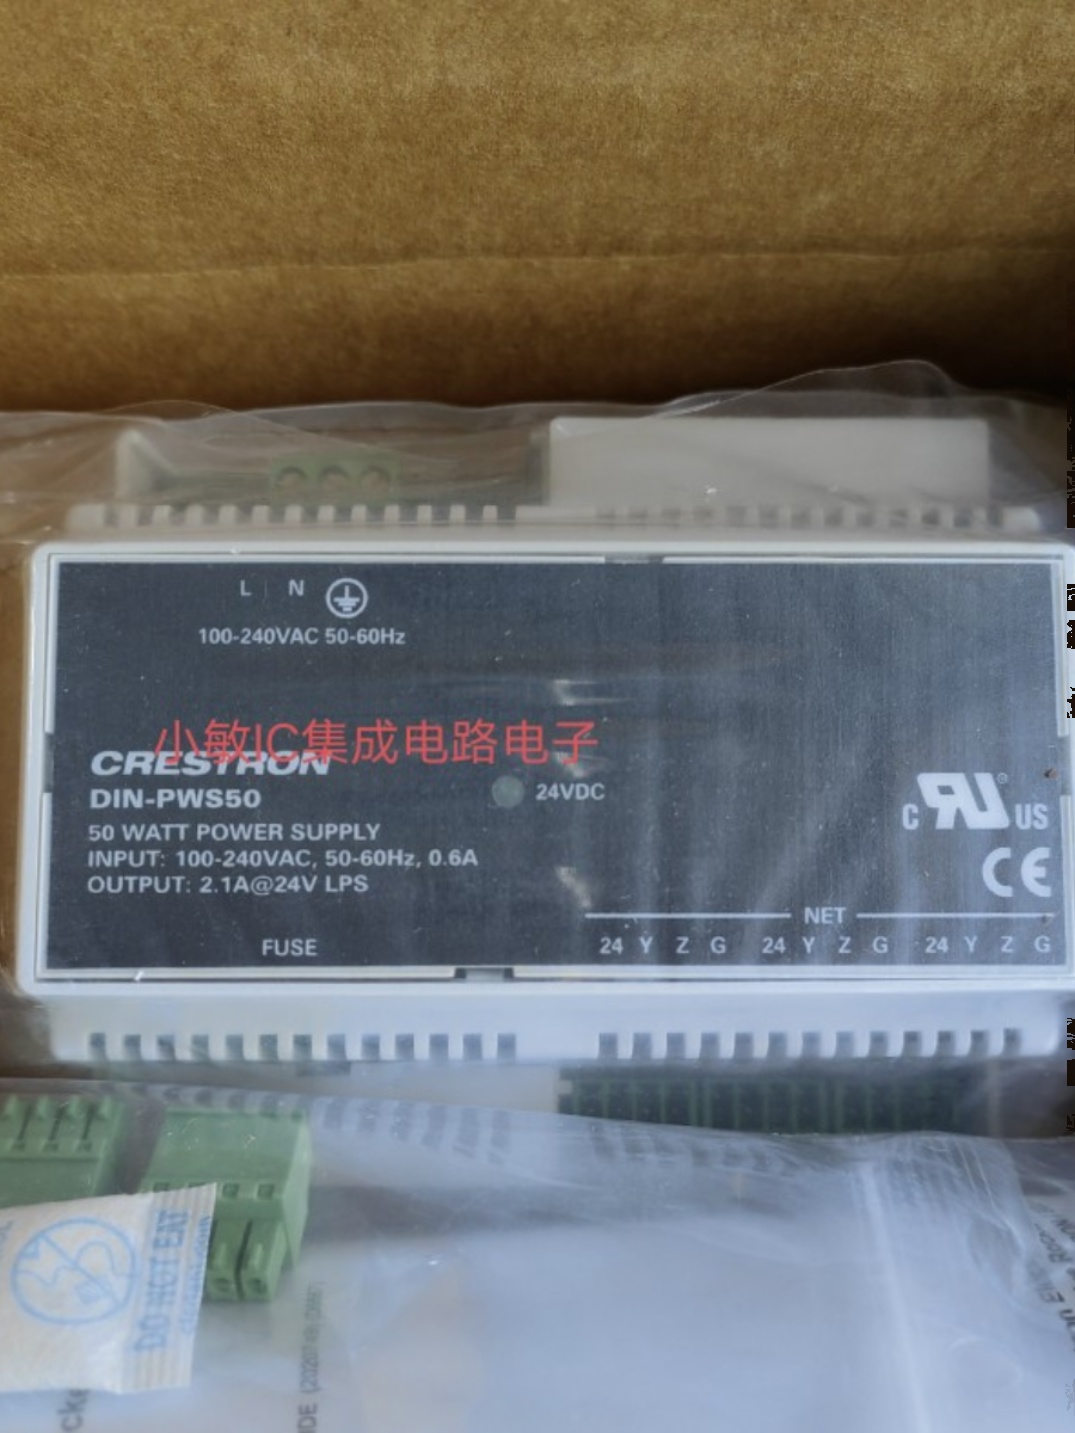 L N
100-240VAC 50-60Hz
小敏IC集成电路电子
CRESTRON
DIN-PWS50
24VDC
50 WATT POWER SUPPLY
INPUT: 100-240VAC, 50-60Hz, 0.6A
OUTPUT: 2.1A@24V LPS
C RU ® US
CE
NET
FUSE
24 Y Z G 24 Y Z G 24 Y Z G
DO NOT EAT